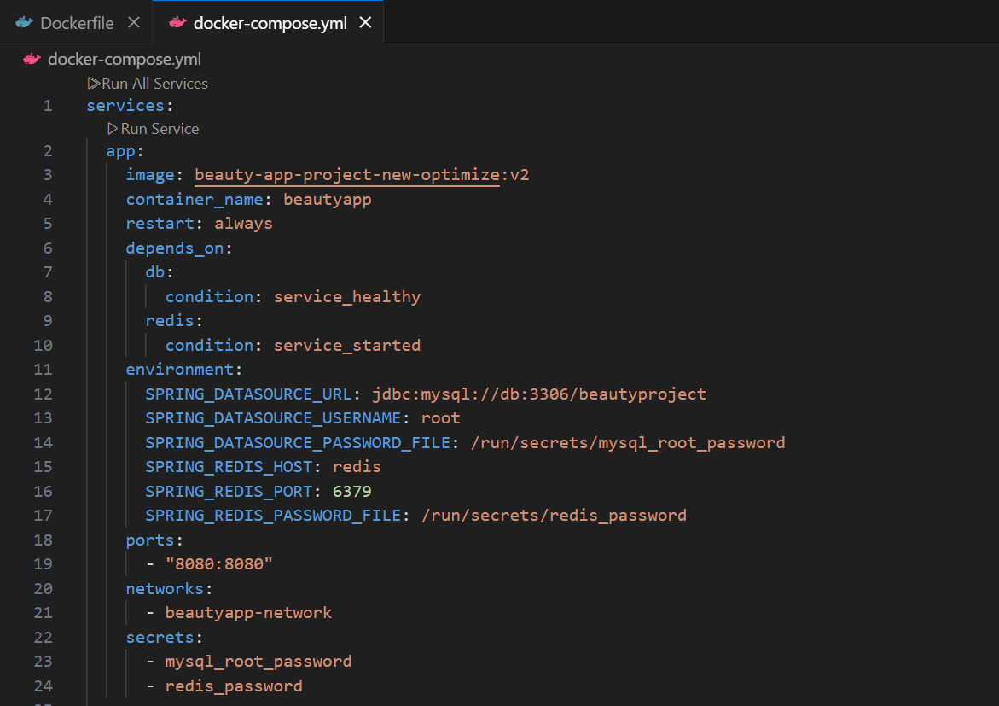 Dockerfile
docker-compose.yml
docker-compose.yml
Run All Services
1 services:
Run Service
2 app:
3 image: beauty-app-project-new-optimize:v2
4 container_name: beautyapp
5 restart: always
6 depends_on:
7 db:
8 condition: service_healthy
9 redis:
10 condition: service_started
11 environment:
12 SPRING_DATASOURCE_URL: jdbc:mysql://db:3306/beautyproject
13 SPRING_DATASOURCE_USERNAME: root
14 SPRING_DATASOURCE_PASSWORD_FILE: /run/secrets/mysql_root_password
15 SPRING_REDIS_HOST: redis
16 SPRING_REDIS_PORT: 6379
17 SPRING_REDIS_PASSWORD_FILE: /run/secrets/redis_password
18 ports:
19 - "8080:8080"
20 networks:
21 - beautyapp-network
22 secrets:
23 - mysql_root_password
24 - redis_password